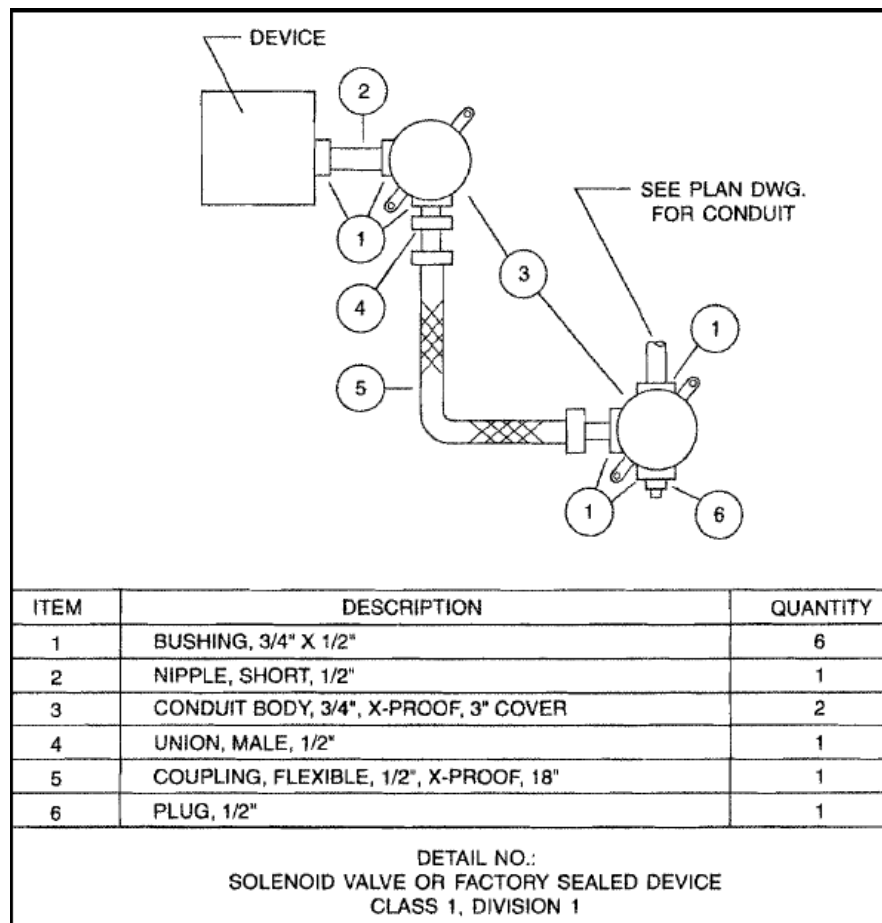 DEVICE
2
SEE PLAN DWG.
FOR CONDUIT
1
3
4
1
5
1
6
ITEM DESCRIPTION QUANTITY
1 BUSHING, 3/4" X 1/2" 6
2 NIPPLE, SHORT, 1/2" 1
3 CONDUIT BODY, 3/4", X-PROOF, 3" COVER 2
4 UNION, MALE, 1/2" 1
5 COUPLING, FLEXIBLE, 1/2", X-PROOF, 18" 1
6 PLUG, 1/2" 1
DETAIL NO.:
SOLENOID VALVE OR FACTORY SEALED DEVICE
CLASS 1, DIVISION 1